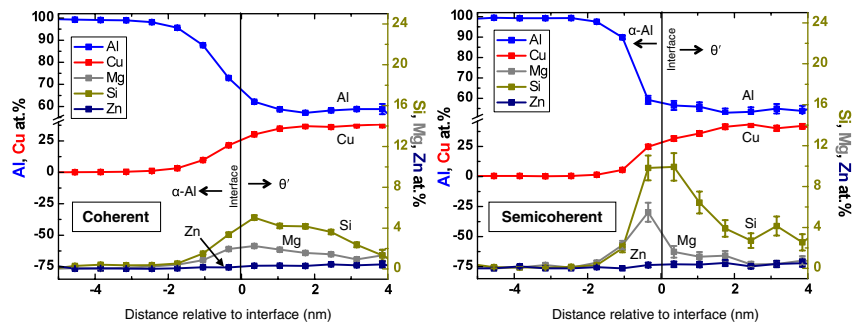 100
90
80
70
60
25
0
-25
-50
-75
Al, Cu at.%
Al
Cu
Mg
Si
Zn
Al
Cu
α-Al
Interface
θ′
Coherent
Zn
Mg
Si
24
20
16
12
8
4
0
Si, Mg, Zn at.%
-4 -2 0 2 4
Distance relative to interface (nm)
100
90
80
70
60
25
0
-25
-50
-75
Al, Cu at.%
Al
Cu
Mg
Si
Zn
α-Al
Interface
θ′
Al
Cu
Semicoherent
Zn
Mg
Si
24
20
16
12
8
4
0
Si, Mg, Zn at.%
-4 -2 0 2 4
Distance relative to interface (nm)